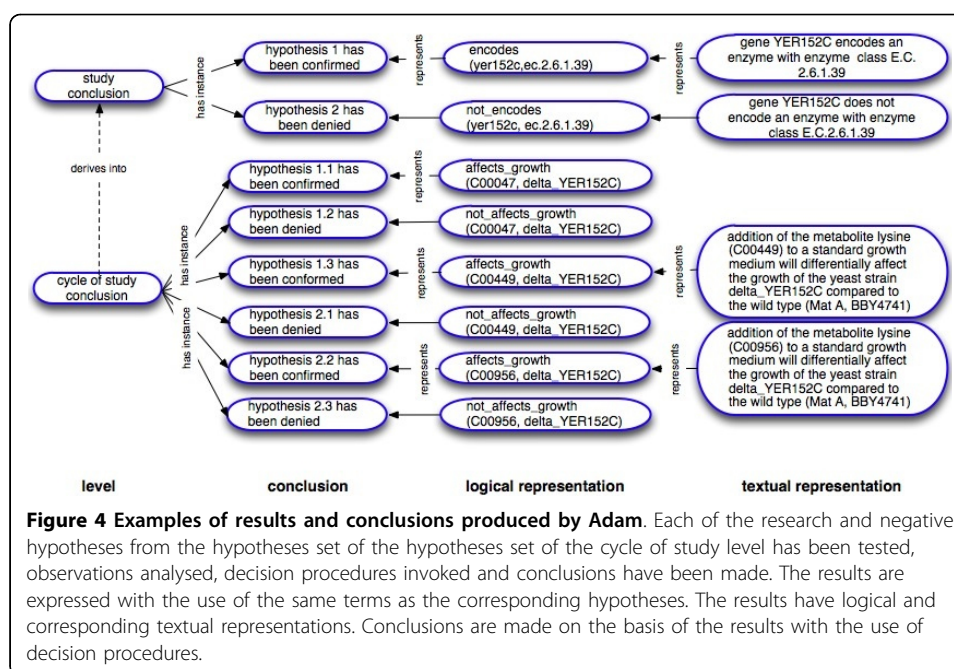 study
conclusion
derives into
cycle of study
conclusion
has instance
has instance
has instance
hypothesis 1 has
been confirmed
represents
encodes
(yer152c,ec.2.6.1.39)
represents
gene YER152C encodes an
enzyme with enzyme class E.C.
2.6.1.39
hypothesis 2 has
been denied
not_encodes
(yer152c, ec.2.6.1.39)
gene YER152C does not
encode an enzyme with enzyme
class E.C.2.6.1.39
hypothesis 1.1 has
been confirmed
represents
affects_growth
(C00047, delta_YER152C)
hypothesis 1.2 has
been denied
not_affects_growth
(C00047, delta_YER152C)
hypothesis 1.3 has
been confirmed
represents
affects_growth
(C00449, delta_YER152C)
represents
addition of the metabolite lysine
(C00449) to a standard growth
medium will differentially affect
the growth of the yeast strain
delta_YER152C compared to
the wild type (Mat A, BBY4741)
hypothesis 2.1 has
been denied
not_affects_growth
(C00449, delta_YER152C)
hypothesis 2.2 has
been confirmed
represents
affects_growth
(C00956, delta_YER152C)
represents
addition of the metabolite lysine
(C00956) to a standard growth
medium will differentially affect
the growth of the yeast strain
delta_YER152C compared to
the wild type (Mat A, BBY4741)
hypothesis 2.3 has
been denied
not_affects_growth
(C00956, delta_YER152C)
level
conclusion
logical representation
textual representation
Figure 4 Examples of results and conclusions produced by Adam. Each of the research and negative
hypotheses from the hypotheses set of the hypotheses set of the cycle of study level has been tested,
observations analysed, decision procedures invoked and conclusions have been made. The results are
expressed with the use of the same terms as the corresponding hypotheses. The results have logical and
corresponding textual representations. Conclusions are made on the basis of the results with the use of
decision procedures.